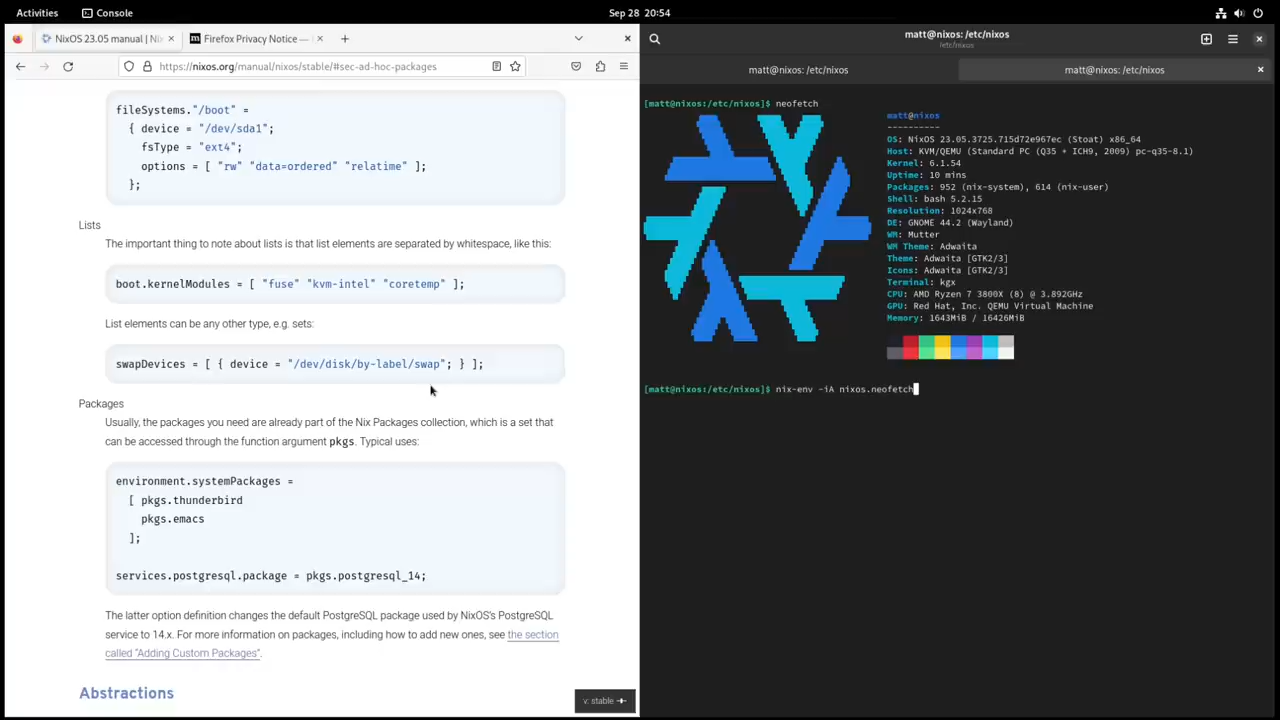 Activities
Console
Sep 28 20:54
NixOS 23.05 manual | Nix
Firefox Privacy Notice —
https://nixos.org/manual/nixos/stable/#sec-ad-hoc-packages
fileSystems."/boot" =
{ device = "/dev/sda1";
fsType = "ext4";
options = [ "rw" "data=ordered" "relatime" ];
};
Lists
The important thing to note about lists is that list elements are separated by whitespace, like this:
boot.kernelModules = [ "fuse" "kvm-intel" "coretemp" ];
List elements can be any other type, e.g. sets:
swapDevices = [ { device = "/dev/disk/by-label/swap"; } ];
Packages
Usually, the packages you need are already part of the Nix Packages collection, which is a set that
can be accessed through the function argument pkgs. Typical uses:
environment.systemPackages =
[ pkgs.thunderbird
pkgs.emacs
];
services.postgresql.package = pkgs.postgresql_14;
The latter option definition changes the default PostgreSQL package used by NixOS's PostgreSQL
service to 14.x. For more information on packages, including how to add new ones, see the section
called "Adding Custom Packages".
Abstractions
v: stable
matt@nixos: /etc/nixos
/etc/nixos
matt@nixos: /etc/nixos
matt@nixos: /etc/nixos
[matt@nixos:/etc/nixos]$ neofetch
matt@nixos
----------
OS: NixOS 23.05.3725.715d72e967ec (Stoat) x86_64
Host: KVM/QEMU (Standard PC (Q35 + ICH9, 2009) pc-q35-8.1)
Kernel: 6.1.54
Uptime: 10 mins
Packages: 952 (nix-system), 614 (nix-user)
Shell: bash 5.2.15
Resolution: 1024x768
DE: GNOME 44.2 (Wayland)
WM: Mutter
WM Theme: Adwaita
Theme: Adwaita [GTK2/3]
Icons: Adwaita [GTK2/3]
Terminal: kgx
CPU: AMD Ryzen 7 3800X (8) @ 3.892GHz
GPU: Red Hat, Inc. QEMU Virtual Machine
Memory: 1643MiB / 16426MiB
[matt@nixos:/etc/nixos]$ nix-env -iA nixos.neofetch